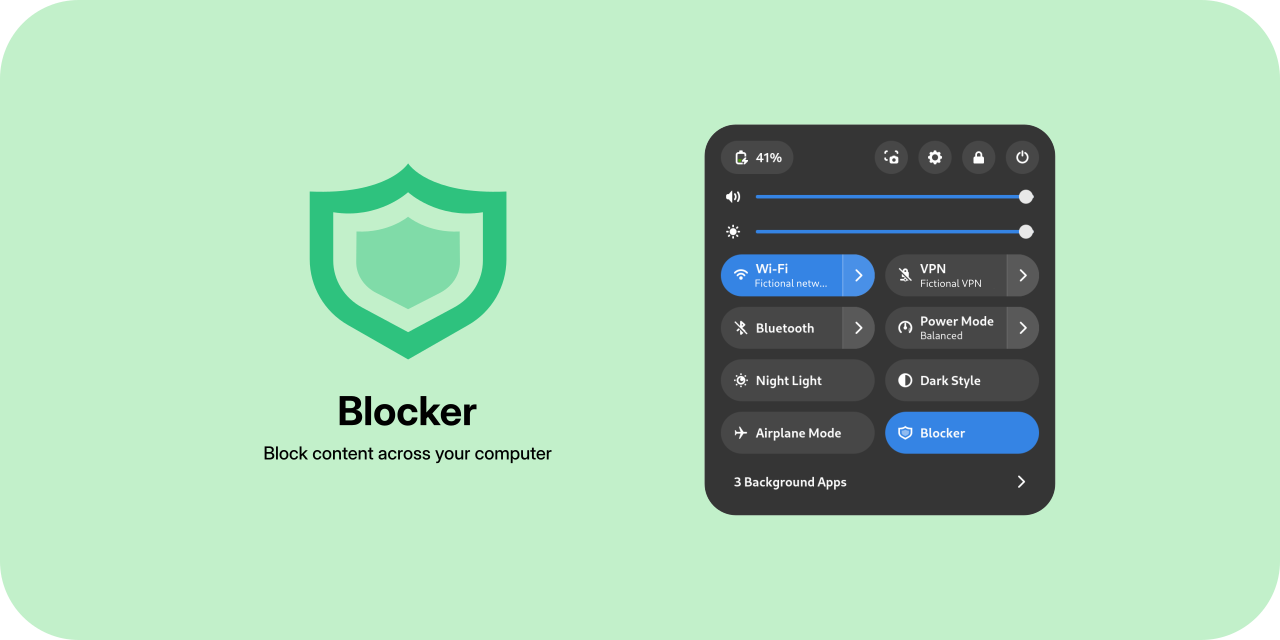 Blocker
Block content across your computer
41%
Wi-Fi
Fictional netw...
VPN
Fictional VPN
Bluetooth
Power Mode
Balanced
Night Light
Dark Style
Airplane Mode
Blocker
3 Background Apps